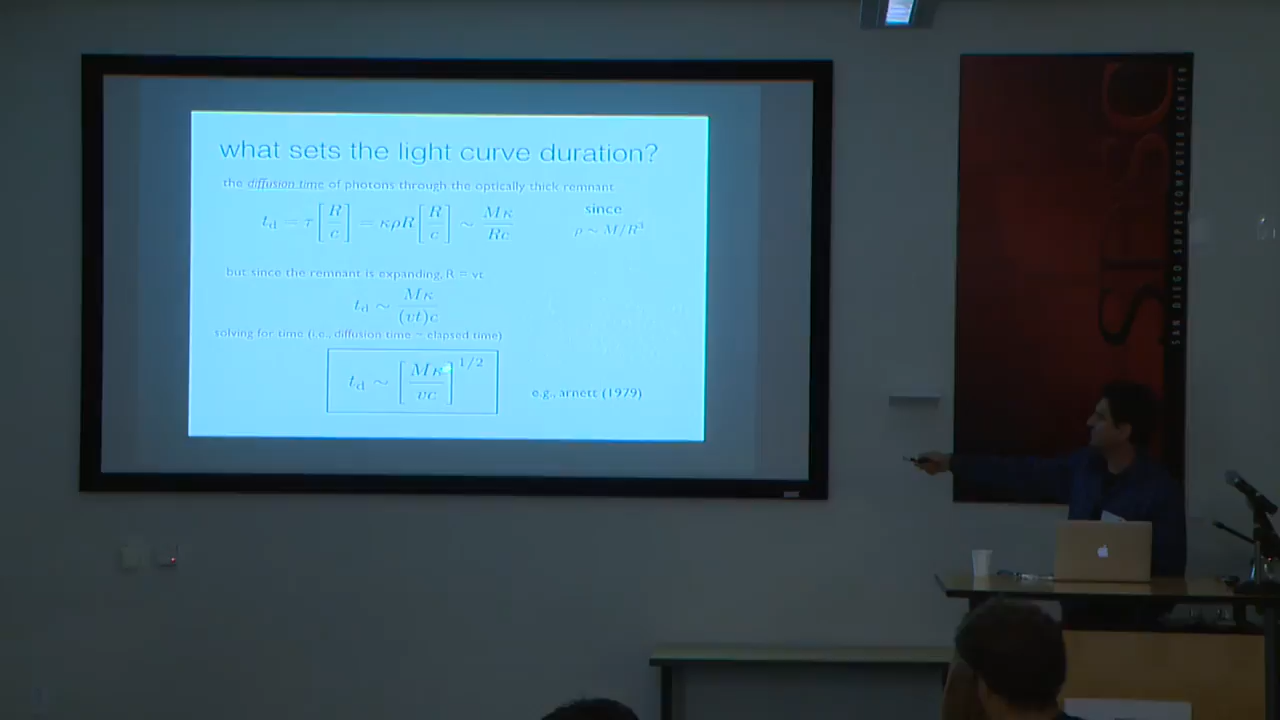 what sets the light curve duration?
the diffusion time of photons through the optically thick remnant
t_d = τ [R/c] = κρR [R/c] ~ Mκ/Rc
since
ρ ~ M/R³
but since the remnant is expanding, R = vt
t_d ~ Mκ/(vt)c
solving for time (i.e., diffusion time ~ elapsed time)
t_d ~ [Mκ/vc]^1/2
e.g., arnett (1979)
SDSC
SAN DIEGO SUPERCOMPUTER CENTER